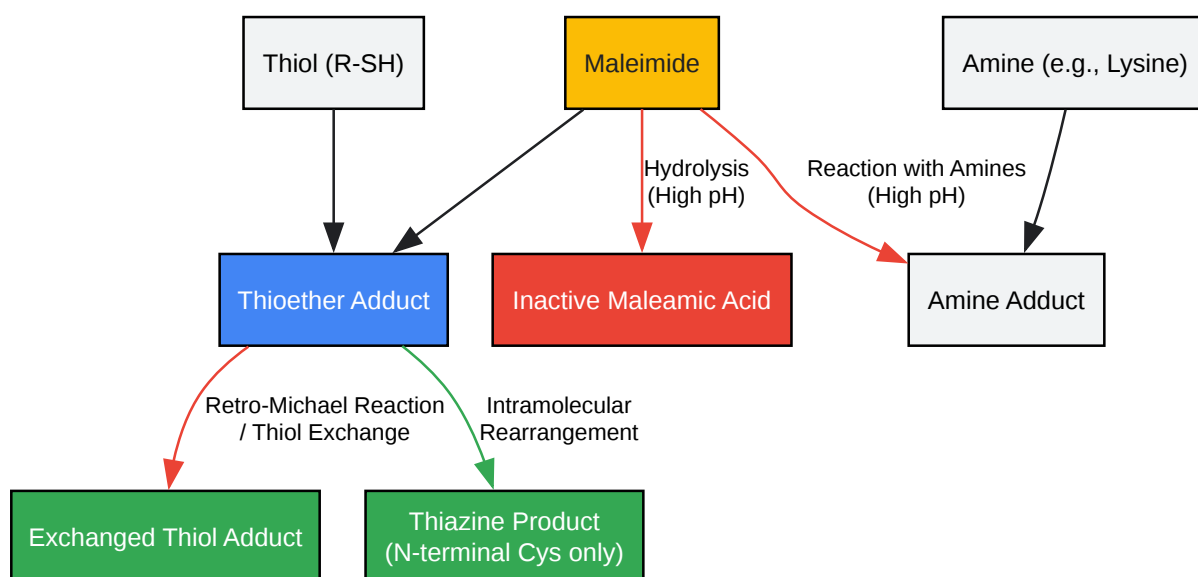 Thiol (R-SH)
Maleimide
Amine (e.g., Lysine)
Hydrolysis
(High pH)
Reaction with Amines
(High pH)
Thioether Adduct
Inactive Maleamic Acid
Amine Adduct
Retro-Michael Reaction
/ Thiol Exchange
Intramolecular
Rearrangement
Exchanged Thiol Adduct
Thiazine Product
(N-terminal Cys only)